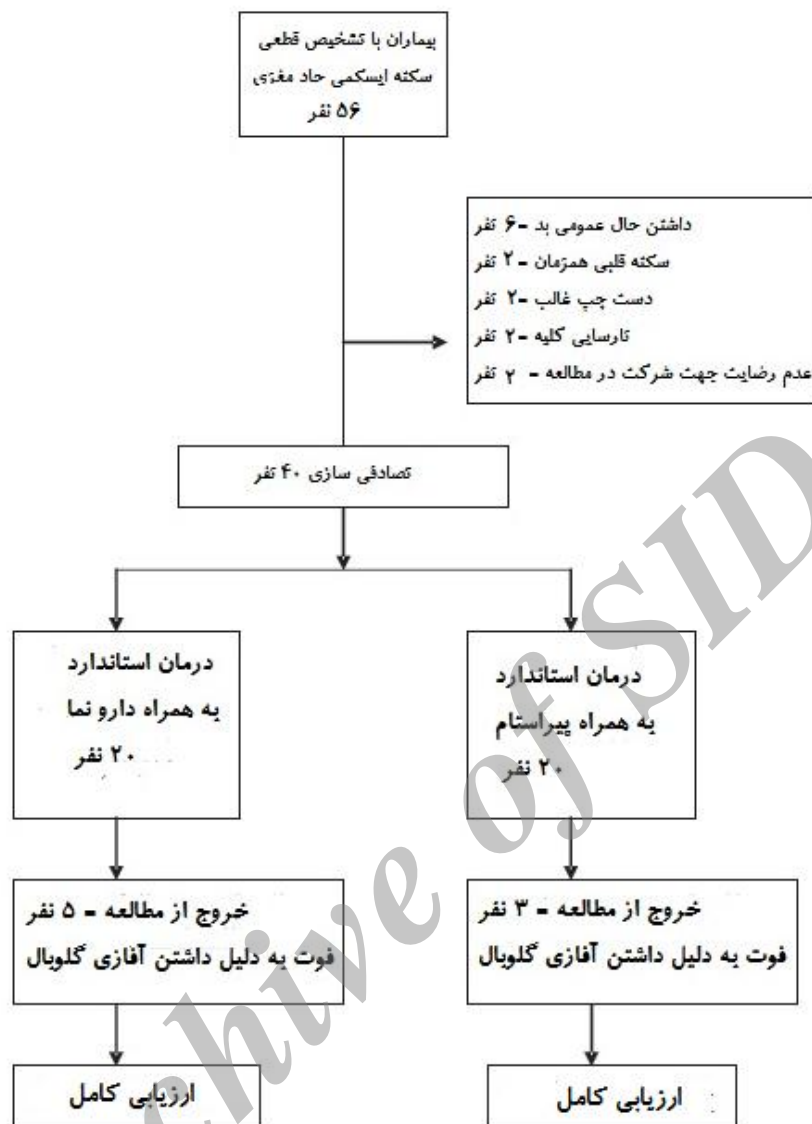 بیماران با تشخیص قطعی
سکته ایسکمی حاد مغزی
۵۶ نفر
داشتن حال عمومی بد -۶ نفر
سکته قلبی همزمان -۲ نفر
دست چپ غالب -۲ نفر
نارسایی کلیه -۲ نفر
عدم رضایت جهت شرکت در مطالعه - ۲ نفر
تصادفی سازی ۴۰ نفر
درمان استاندارد
به همراه پیراستام
۲۰ نفر
درمان استاندارد
به همراه دارو نما
۲۰ نفر
خروج از مطالعه - ۳ نفر
فوت به دلیل داشتن آفازی گلوبال
خروج از مطالعه - ۵ نفر
فوت به دلیل داشتن آفازی گلوبال
ارزیابی کامل
ارزیابی کامل
chive of SID